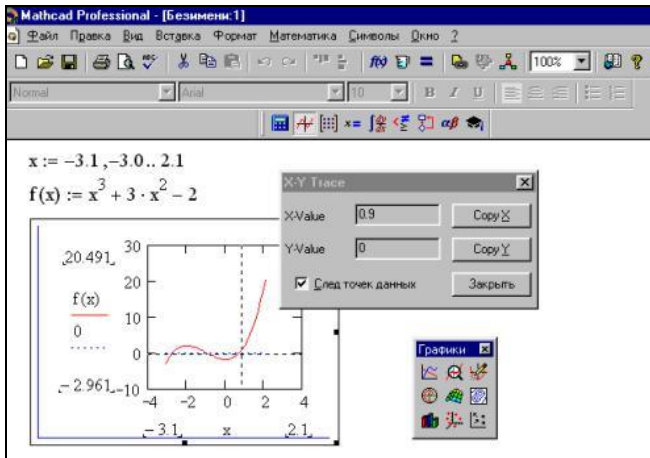 Mathcad Professional - [Безимени:1]
Файл Правка Вид Вставка Формат Математика Символы Окно ?
f(x) = 100%
Normal Arial 10 B I U
x= αβ
x := −3.1 ,−3.0 .. 2.1
f(x) := x³ + 3 · x² − 2
X-Y Trace
X-Value 0.9 Copy X
Y-Value 0 Copy Y
След точек данных Закрыть
20.491
f(x)
0
−2.961
30
20
10
0
−10
−4 −2 0 2 4
−3.1 x 2.1
Графики